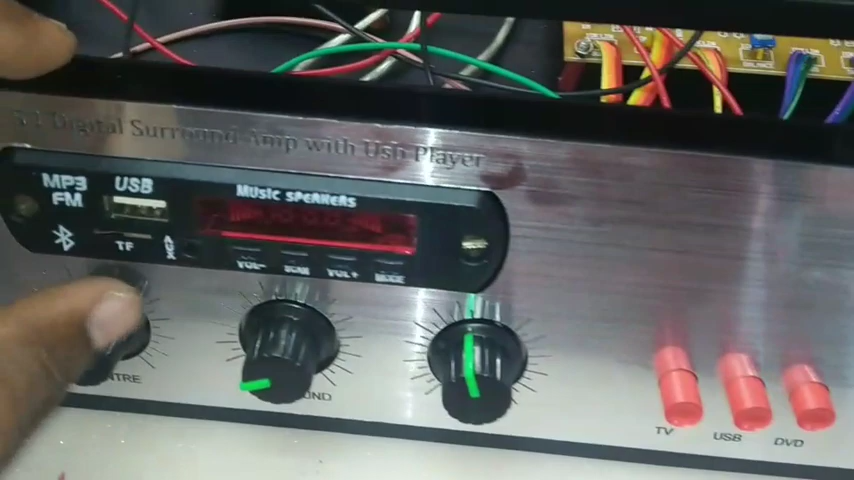 5.1 Digital Surround Amp with Usb Player
MP3 USB MUSIC SPEAKERS
FM
TF AUX
VOL- SCAN VOL+ MODE
TV USB DVD